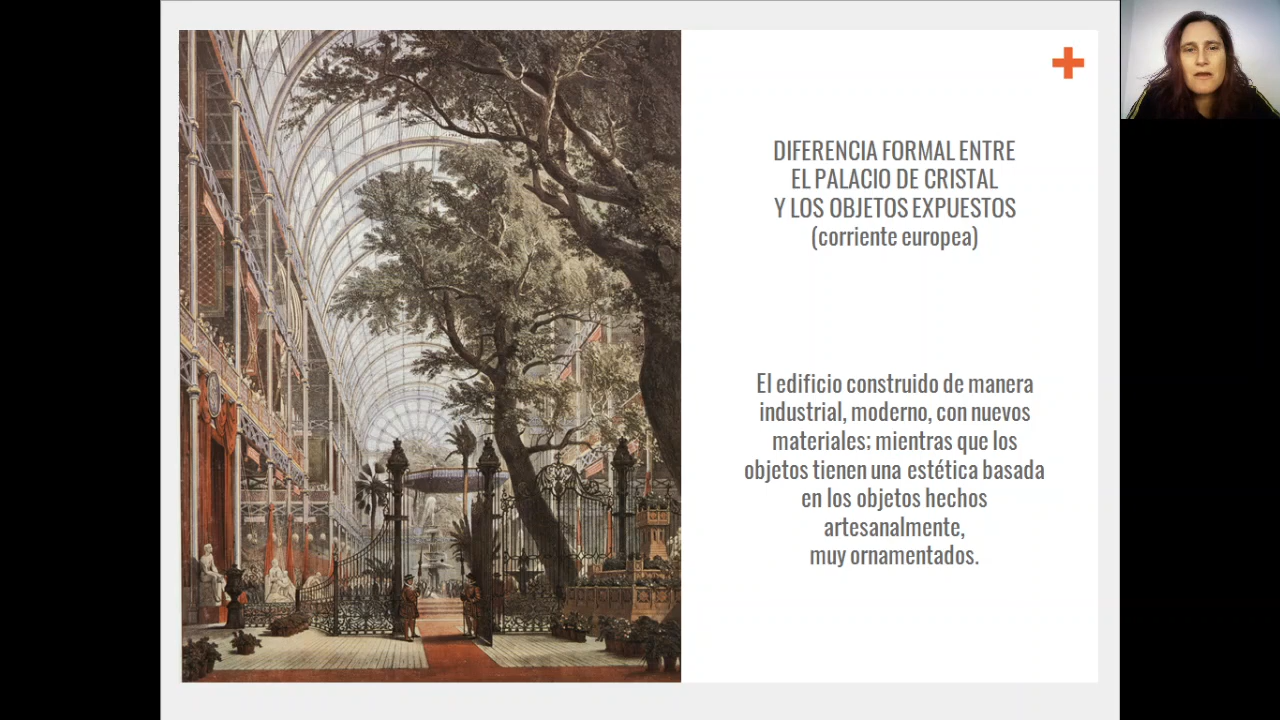 DIFERENCIA FORMAL ENTRE
EL PALACIO DE CRISTAL
Y LOS OBJETOS EXPUESTOS
(corriente europea)
El edificio construido de manera
industrial, moderno, con nuevos
materiales; mientras que los
objetos tienen una estética basada
en los objetos hechos
artesanalmente,
muy ornamentados.